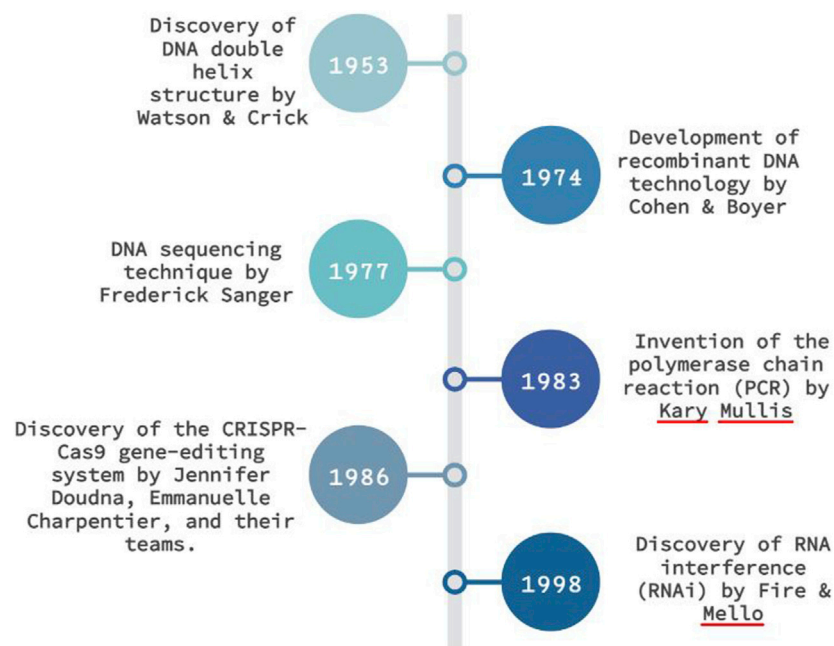 Discovery of
DNA double
helix
structure by
Watson & Crick
1953
1974
Development of
recombinant DNA
technology by
Cohen & Boyer
DNA sequencing
technique by
Frederick Sanger
1977
1983
Invention of the
polymerase chain
reaction (PCR) by
Kary Mullis
Discovery of the CRISPR-
Cas9 gene-editing
system by Jennifer
Doudna, Emmanuelle
Charpentier, and their
teams.
1986
1998
Discovery of RNA
interference
(RNAi) by Fire &
Mello